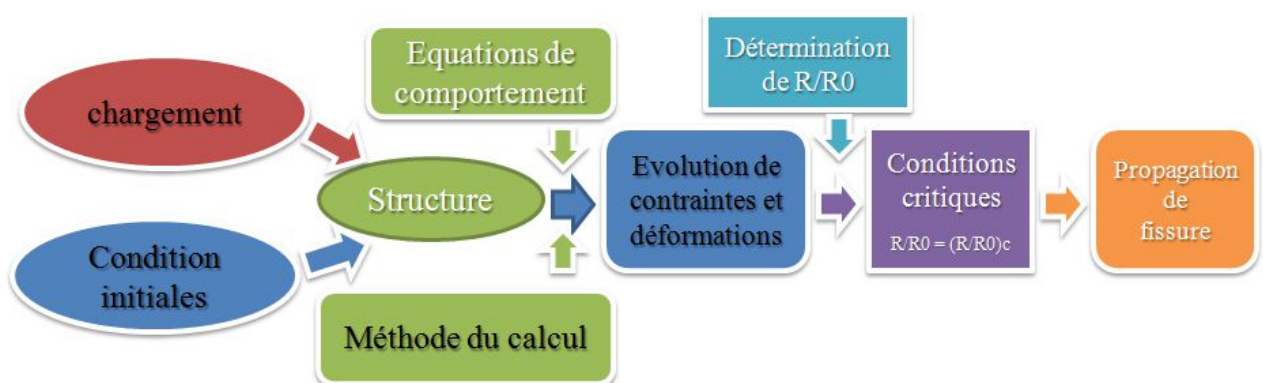 chargement
Condition
initiales
Structure
Equations de
comportement
Méthode du calcul
Evolution de
contraintes et
déformations
Détermination
de R/R0
Conditions
critiques
R/R0 = (R/R0)c
Propagation
de
fissure